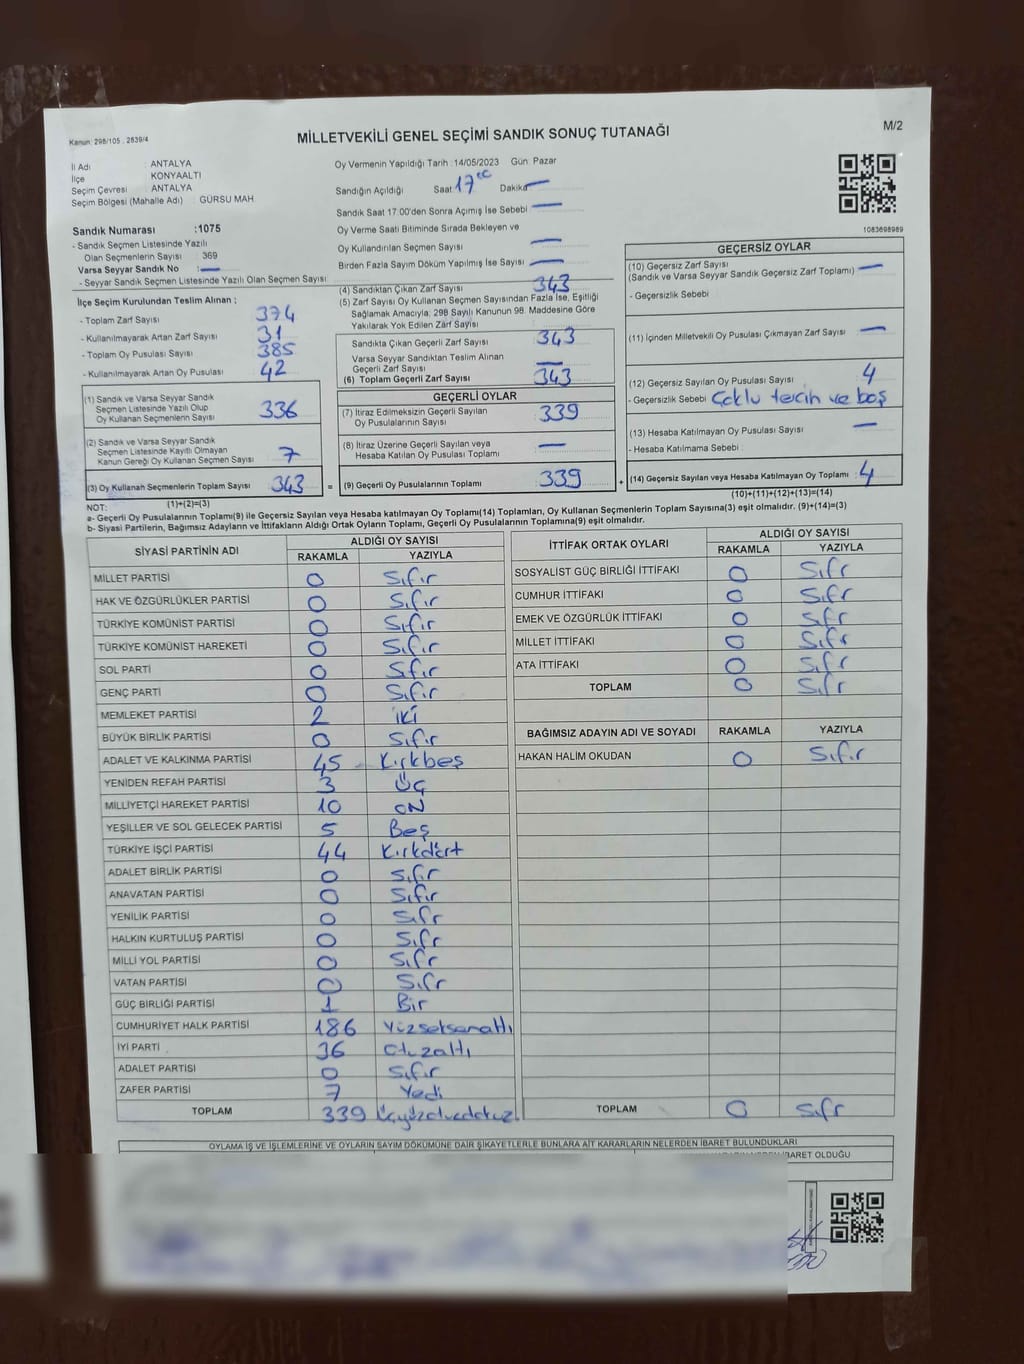 Kanun: 298/105 . 2839/4
MİLLETVEKİLİ GENEL SEÇİMİ SANDIK SONUÇ TUTANAĞI
M/2
İl Adı : ANTALYA
İlçe : KONYAALTI
Seçim Çevresi : ANTALYA
Seçim Bölgesi (Mahalle Adı) GÜRSU MAH
Sandık Numarası :1075
- Sandık Seçmen Listesinde Yazılı
Olan Seçmenlerin Sayısı : 369
Varsa Seyyar Sandık No : —
- Seyyar Sandık Listesinde Yazılı Olan Seçmen Sayısı
Oy Vermenin Yapıldığı Tarih : 14/05/2023 Gün: Pazar
Sandığın Açıldığı Saat 17 Dakika —
Sandık Saat 17.00'den Sonra Açımış İse Sebebi —
Oy Verme Saati Bitiminde Sırada Bekleyen ve
Oy Kullandırılan Seçmen Sayısı —
Birden Fazla Sayım Döküm Yapılmış İse Sayısı —
1083698989
İlçe Seçim Kurulundan Teslim Alınan ;
- Toplam Zarf Sayısı 374
- Kullanılmayarak Artan Zarf Sayısı 31
- Toplam Oy Pusulası Sayısı 385
- Kullanılmayarak Artan Oy Pusulası 42
(1) Sandık ve Varsa Seyyar Sandık
Seçmen Listesinde Yazılı Olup
Oy Kullanan Seçmenlerin Sayısı 336
(2) Sandık ve Varsa Seyyar Sandık
Seçmen Listesinde Kayıtlı Olmayan
Kanun Gereği Oy Kullanan Seçmen Sayısı 7
(3) Oy Kullanan Seçmenlerin Toplam Sayısı 343 =
(1)+(2)=(3)
(4) Sandıktan Çıkan Zarf Sayısı 343
(5) Zarf Sayısı Oy Kullanan Seçmen Sayısından Fazla İse, Eşitliği
Sağlamak Amacıyla; 298 Sayılı Kanunun 98. Maddesine Göre
Yakılarak Yok Edilen Zarf Sayısı
Sandıkta Çıkan Geçerli Zarf Sayısı 343
Varsa Seyyar Sandıktan Teslim Alınan
Geçerli Zarf Sayısı —
(6) Toplam Geçerli Zarf Sayısı 343
GEÇERLİ OYLAR
(7) İtiraz Edilmeksizin Geçerli Sayılan
Oy Pusulalarının Sayısı 339
(8) İtiraz Üzerine Geçerli Sayılan veya
Hesaba Katılan Oy Pusulası Toplamı —
(9) Geçerli Oy Pusulalarının Toplamı 339 +
GEÇERSİZ OYLAR
(10) Geçersiz Zarf Sayısı
(Sandık ve Varsa Seyyar Sandık Geçersiz Zarf Toplamı) —
- Geçersizlik Sebebi
(11) İçinden Milletvekili Oy Pusulası Çıkmayan Zarf Sayısı —
(12) Geçersiz Sayılan Oy Pusulası Sayısı 4
- Geçersizlik Sebebi Çoklu tercih ve boş
(13) Hesaba Katılmayan Oy Pusulası Sayısı —
- Hesaba Katılmama Sebebi
(14) Geçersiz Sayılan veya Hesaba Katılmayan Oy Toplamı 4
(10)+(11)+(12)+(13)=(14)
NOT:
a- Geçerli Oy Pusulalarının Toplamı(9) ile Geçersiz Sayılan veya Hesaba katılmayan Oy Toplamı(14) Toplamları, Oy Kullanan Seçmenlerin Toplam Sayısına(3) eşit olmalıdır. (9)+(14)=(3)
b- Siyasi Partilerin, Bağımsız Adayların ve İttifakların Aldığı Ortak Oyların Toplamı, Geçerli Oy Pusulalarının Toplamına(9) eşit olmalıdır.
SİYASİ PARTİNİN ADI ALDIĞI OY SAYISI
RAKAMLA YAZIYLA
MİLLET PARTİSİ 0 Sıfır
HAK VE ÖZGÜRLÜKLER PARTİSİ 0 Sıfır
TÜRKİYE KOMÜNİST PARTİSİ 0 Sıfır
TÜRKİYE KOMÜNİST HAREKETİ 0 Sıfır
SOL PARTİ 0 Sıfır
GENÇ PARTİ 0 Sıfır
MEMLEKET PARTİSİ 2 iki
BÜYÜK BİRLİK PARTİSİ 0 Sıfır
ADALET VE KALKINMA PARTİSİ 45 Kırkbeş
YENİDEN REFAH PARTİSİ 3 Üç
MİLLİYETÇİ HAREKET PARTİSİ 10 ON
YEŞİLLER VE SOL GELECEK PARTİSİ 5 Beş
TÜRKİYE İŞÇİ PARTİSİ 44 Kırkdört
ADALET BİRLİK PARTİSİ 0 Sıfır
ANAVATAN PARTİSİ 0 Sıfır
YENİLİK PARTİSİ 0 Sıfır
HALKIN KURTULUŞ PARTİSİ 0 Sıfır
MİLLİ YOL PARTİSİ 0 Sıfır
VATAN PARTİSİ 0 Sıfır
GÜÇ BİRLİĞİ PARTİSİ 1 Bir
CUMHURİYET HALK PARTİSİ 186 Yüzseksenaltı
İYİ PARTİ 36 Otuzaltı
ADALET PARTİSİ 0 Sıfır
ZAFER PARTİSİ 7 Yedi
TOPLAM 339 Üçyüzotuzdokuz
İTTİFAK ORTAK OYLARI ALDIĞI OY SAYISI
RAKAMLA YAZIYLA
SOSYALİST GÜÇ BİRLİĞİ İTTİFAKI 0 Sıfır
CUMHUR İTTİFAKI 0 Sıfır
EMEK VE ÖZGÜRLÜK İTTİFAKI 0 Sıfır
MİLLET İTTİFAKI 0 Sıfır
ATA İTTİFAKI 0 Sıfır
TOPLAM 0 Sıfır
BAĞIMSIZ ADAYIN ADI VE SOYADI RAKAMLA YAZIYLA
HAKAN HALİM OKUDAN 0 Sıfır
TOPLAM 0 Sıfır
OYLAMA İŞ VE İŞLEMLERİNE VE OYLARIN SAYIM DÖKÜMÜNE DAİR ŞİKAYETLERLE BUNLARA AİT KARARLARIN NELERDEN İBARET BULUNDUKLARI
İBARET OLDUĞU